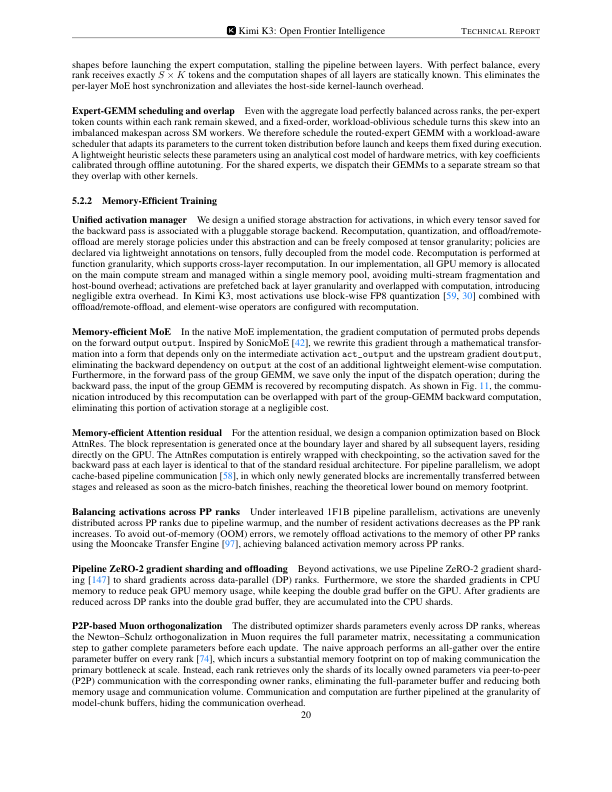 Kimi K3: Open Frontier Intelligence TECHNICAL REPORT
shapes before launching the expert computation, stalling the pipeline between layers. With perfect balance, every
rank receives exactly S × K tokens and the computation shapes of all layers are statically known. This eliminates the
per-layer MoE host synchronization and alleviates the host-side kernel-launch overhead.
Expert-GEMM scheduling and overlap Even with the aggregate load perfectly balanced across ranks, the per-expert
token counts within each rank remain skewed, and a fixed-order, workload-oblivious schedule turns this skew into an
imbalanced makespan across SM workers. We therefore schedule the routed-expert GEMM with a workload-aware
scheduler that adapts its parameters to the current token distribution before launch and keeps them fixed during execution.
A lightweight heuristic selects these parameters using an analytical cost model of hardware metrics, with key coefficients
calibrated through offline autotuning. For the shared experts, we dispatch their GEMMs to a separate stream so that
they overlap with other kernels.
5.2.2 Memory-Efficient Training
Unified activation manager We design a unified storage abstraction for activations, in which every tensor saved for
the backward pass is associated with a pluggable storage backend. Recomputation, quantization, and offload/remote-
offload are merely storage policies under this abstraction and can be freely composed at tensor granularity; policies are
declared via lightweight annotations on tensors, fully decoupled from the model code. Recomputation is performed at
function granularity, which supports cross-layer recomputation. In our implementation, all GPU memory is allocated
on the main compute stream and managed within a single memory pool, avoiding multi-stream fragmentation and
host-bound overhead; activations are prefetched back at layer granularity and overlapped with computation, introducing
negligible extra overhead. In Kimi K3, most activations use block-wise FP8 quantization [59, 30] combined with
offload/remote-offload, and element-wise operators are configured with recomputation.
Memory-efficient MoE In the native MoE implementation, the gradient computation of permuted probs depends
on the forward output output. Inspired by SonicMoE [42], we rewrite this gradient through a mathematical transfor-
mation into a form that depends only on the intermediate activation act_output and the upstream gradient doutput,
eliminating the backward dependency on output at the cost of an additional lightweight element-wise computation.
Furthermore, in the forward pass of the group GEMM, we save only the input of the dispatch operation; during the
backward pass, the input of the group GEMM is recovered by recomputing dispatch. As shown in Fig. 11, the commu-
nication introduced by this recomputation can be overlapped with part of the group-GEMM backward computation,
eliminating this portion of activation storage at a negligible cost.
Memory-efficient Attention residual For the attention residual, we design a companion optimization based on Block
AttnRes. The block representation is generated once at the boundary layer and shared by all subsequent layers, residing
directly on the GPU. The AttnRes computation is entirely wrapped with checkpointing, so the activation saved for the
backward pass at each layer is identical to that of the standard residual architecture. For pipeline parallelism, we adopt
cache-based pipeline communication [58], in which only newly generated blocks are incrementally transferred between
stages and released as soon as the micro-batch finishes, reaching the theoretical lower bound on memory footprint.
Balancing activations across PP ranks Under interleaved 1F1B pipeline parallelism, activations are unevenly
distributed across PP ranks due to pipeline warmup, and the number of resident activations decreases as the PP rank
increases. To avoid out-of-memory (OOM) errors, we remotely offload activations to the memory of other PP ranks
using the Mooncake Transfer Engine [97], achieving balanced activation memory across PP ranks.
Pipeline ZeRO-2 gradient sharding and offloading Beyond activations, we use Pipeline ZeRO-2 gradient shard-
ing [147] to shard gradients across data-parallel (DP) ranks. Furthermore, we store the sharded gradients in CPU
memory to reduce peak GPU memory usage, while keeping the double grad buffer on the GPU. After gradients are
reduced across DP ranks into the double grad buffer, they are accumulated into the CPU shards.
P2P-based Muon orthogonalization The distributed optimizer shards parameters evenly across DP ranks, whereas
the Newton–Schulz orthogonalization in Muon requires the full parameter matrix, necessitating a communication
step to gather complete parameters before each update. The naive approach performs an all-gather over the entire
parameter buffer on every rank [74], which incurs a substantial memory footprint on top of making communication the
primary bottleneck at scale. Instead, each rank retrieves only the shards of its locally owned parameters via peer-to-peer
(P2P) communication with the corresponding owner ranks, eliminating the full-parameter buffer and reducing both
memory usage and communication volume. Communication and computation are further pipelined at the granularity of
model-chunk buffers, hiding the communication overhead.
20